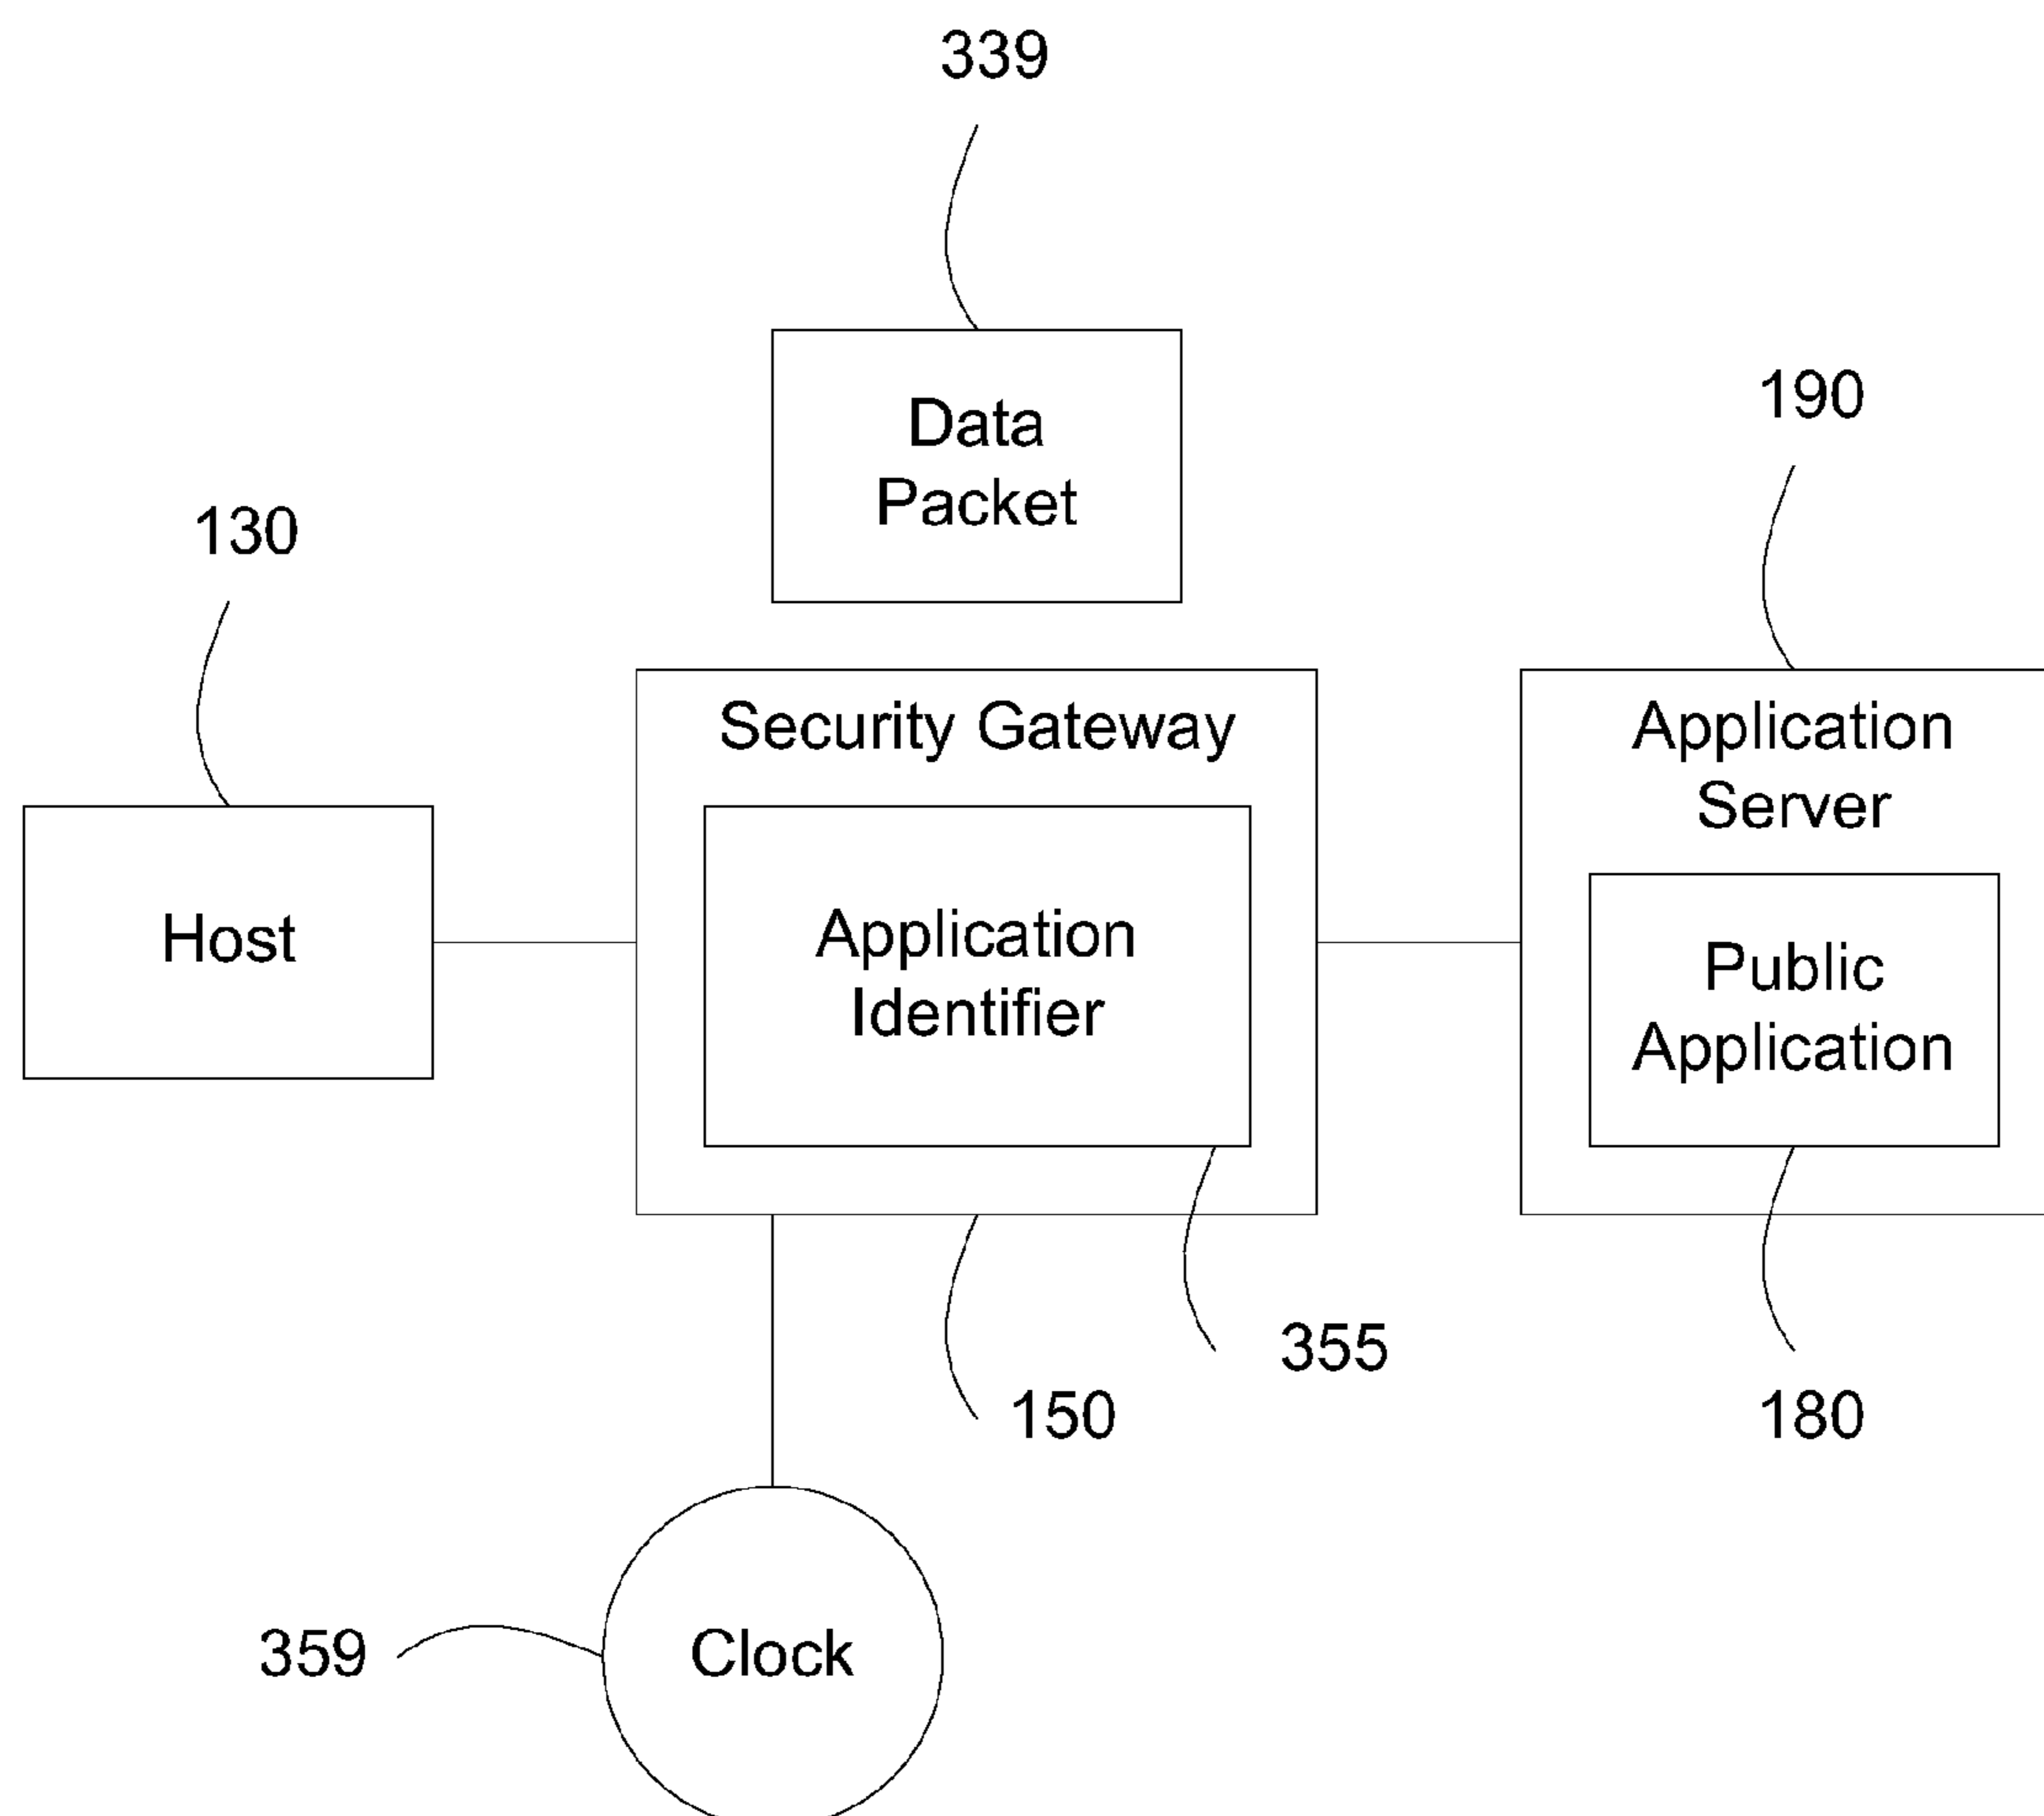 339
Data
Packet
190
130
Security Gateway
Application
Server
Host
Application
Identifier
Public
Application
355
150
180
359
Clock